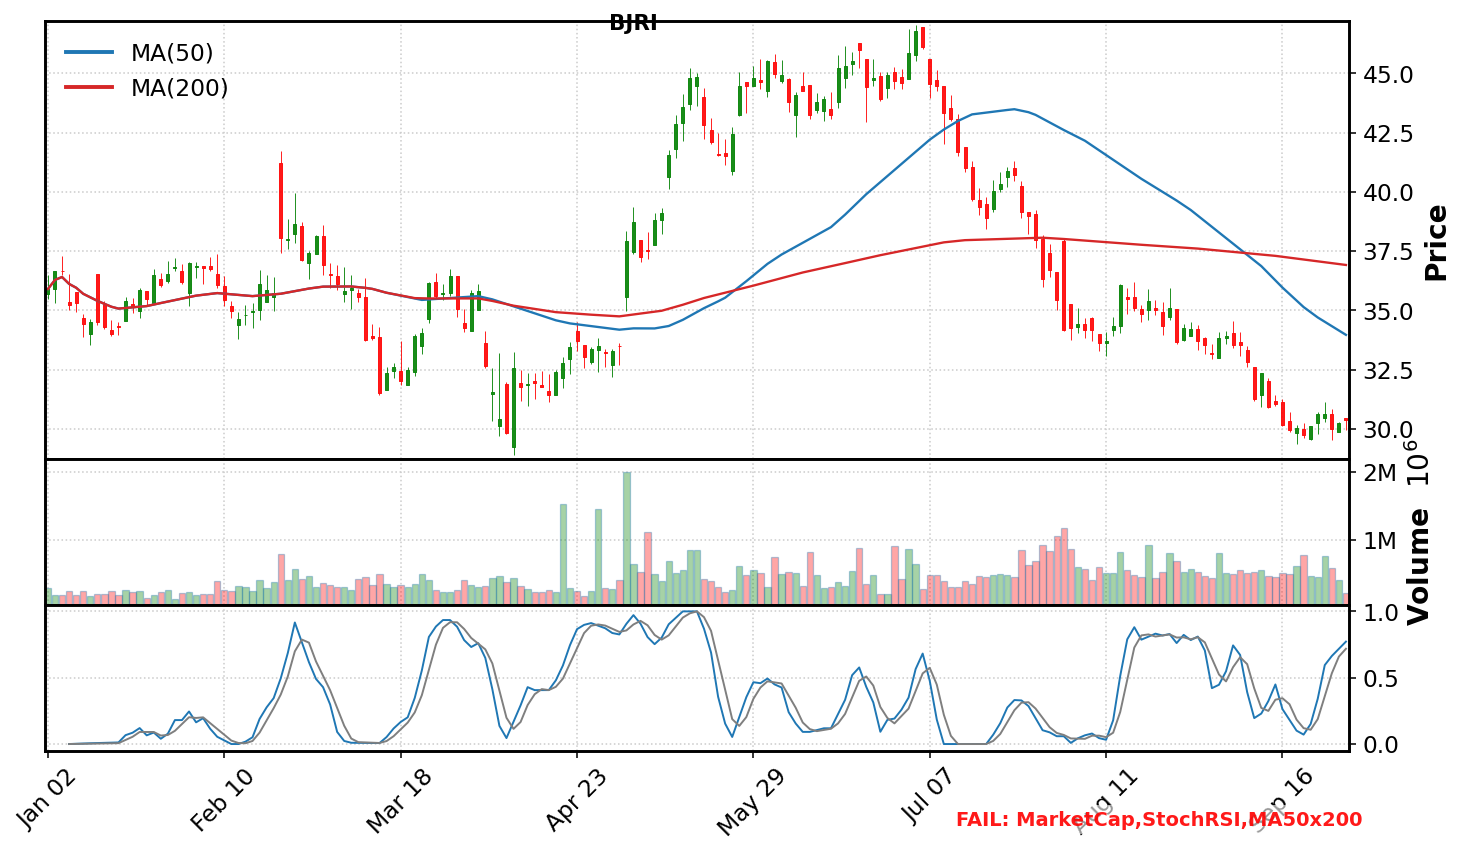 BJRI
MA(50)
MA(200)
45.0
42.5
40.0
37.5
35.0
32.5
30.0
Price
2M
1M
Volume 10^6
1.0
0.5
0.0
Jan 02
Feb 10
Mar 18
Apr 23
May 29
Jul 07
Aug 11
Sep 16
FAIL: MarketCap,StochRSI,MA50x200